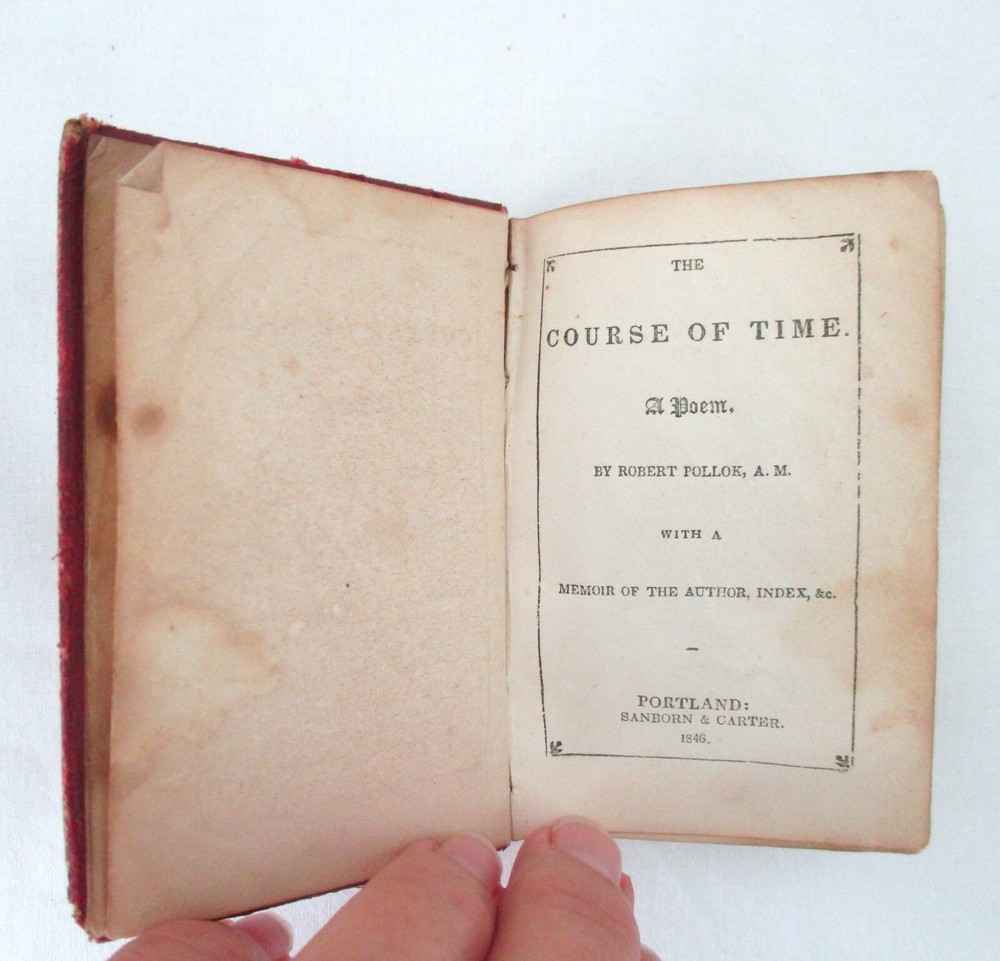 THE
COURSE OF TIME.
A Poem.
BY ROBERT POLLOK, A. M.
WITH A
MEMOIR OF THE AUTHOR, INDEX, &c.
PORTLAND:
SANBORN & CARTER.
1846.